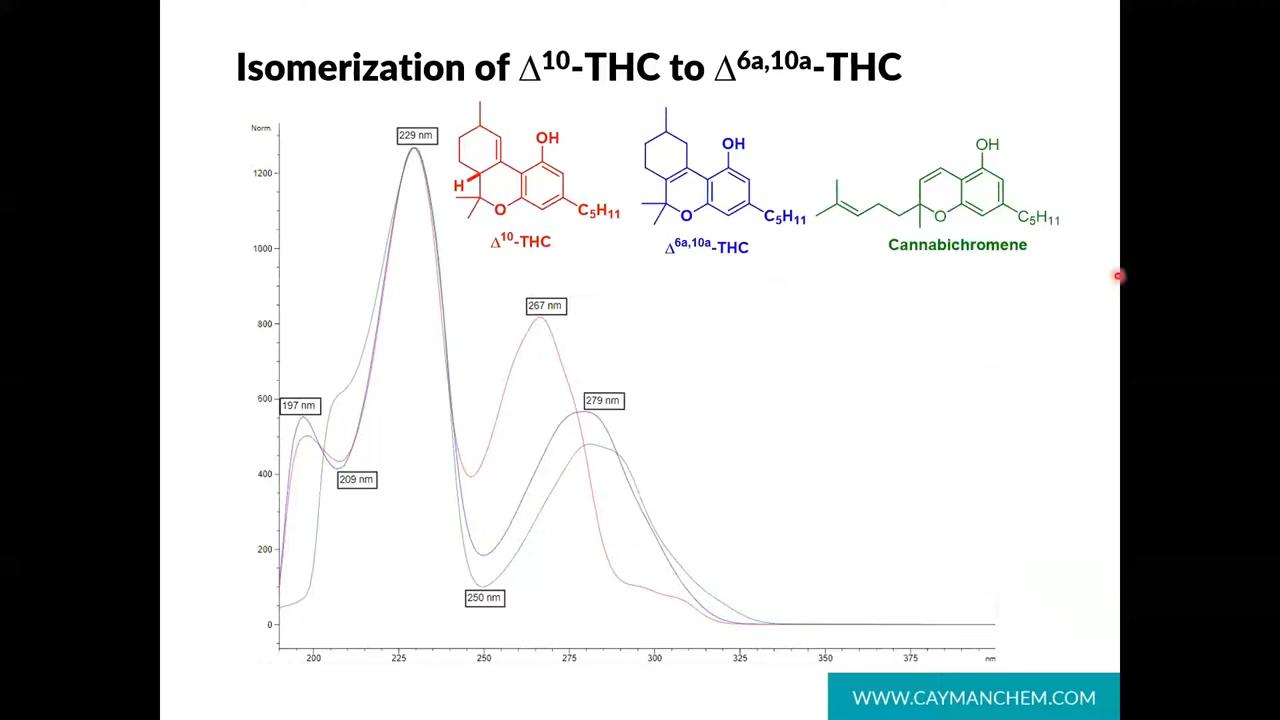 Isomerization of Δ10-THC to Δ6a,10a-THC
Norm.
1200
1000
800
600
400
200
0
229 nm
267 nm
197 nm
279 nm
209 nm
250 nm
OH
H
O
C5H11
Δ10-THC
OH
O
C5H11
Δ6a,10a-THC
OH
O
C5H11
Cannabichromene
200 225 250 275 300 325 350 375 nm
WWW.CAYMANCHEM.COM